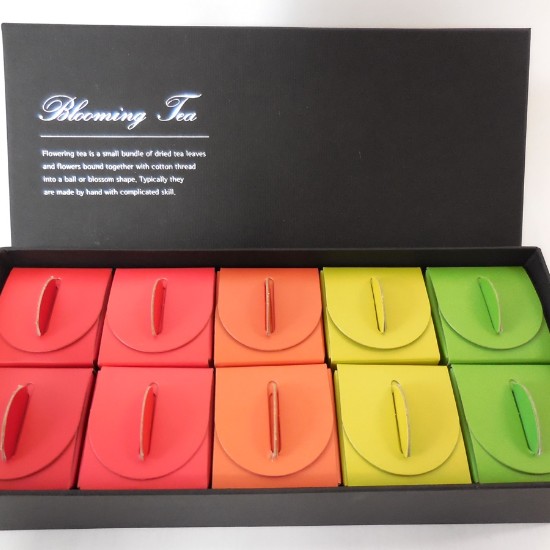 Blooming Tea
Flowering tea is a small bundle of dried tea leaves
and flowers bound together with cotton thread
into a ball or blossom shape. Typically they
are made by hand with complicated skill.